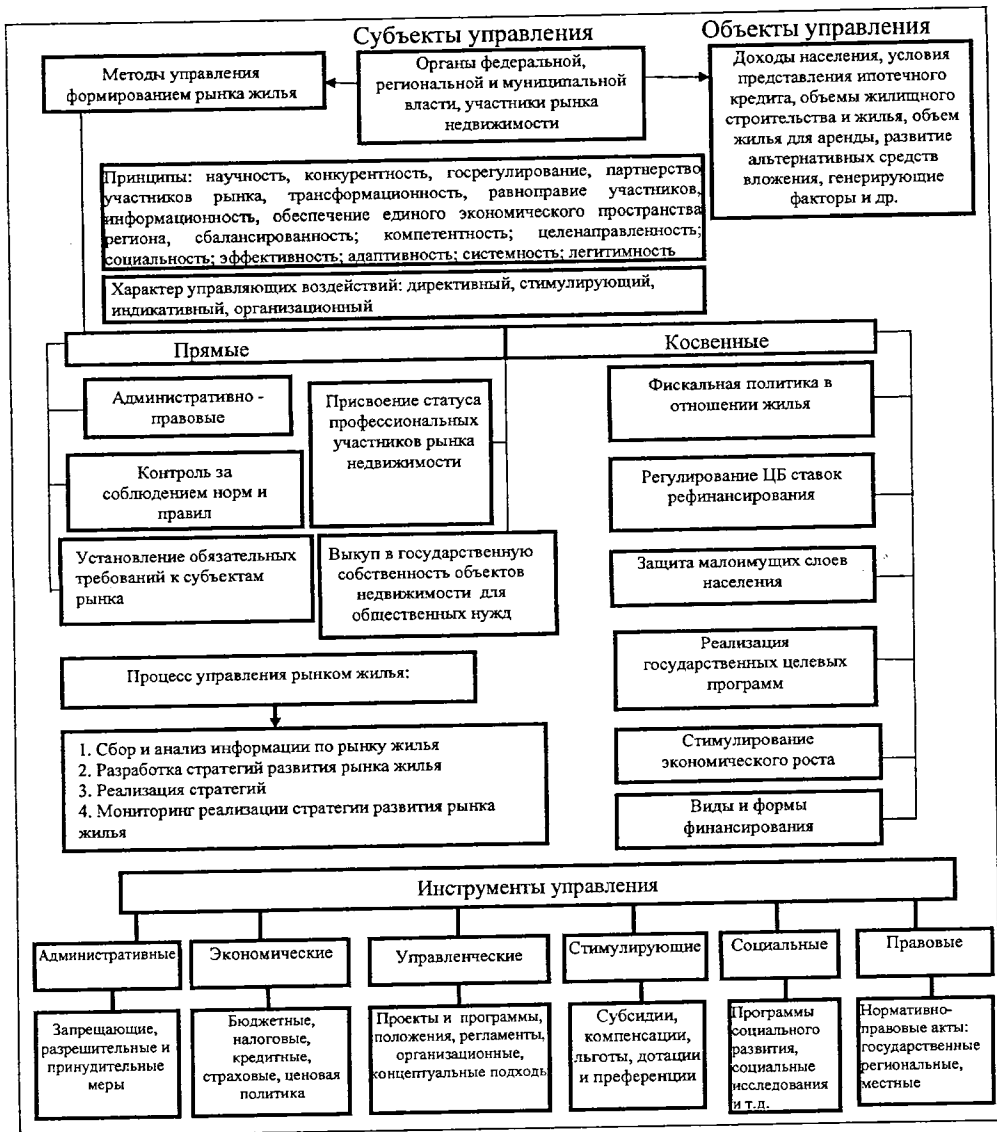 Субъекты управления
Объекты управления
Методы управления
формированием рынка жилья
Органы федеральной,
региональной и муниципальной
власти, участники рынка
недвижимости
Доходы населения, условия
представления ипотечного
кредита, объемы жилищного
строительства и жилья, объем
жилья для аренды, развитие
альтернативных средств
вложения, генерирующие
факторы и др.
Принципы: научность, конкурентность, госрегулирование, партнерство
участников рынка, трансформационность, равноправие участников,
информационность, обеспечение единого экономического пространства
региона, сбалансированность; компетентность; целенаправленность;
социальность; эффективность; адаптивность; системность; легитимность
Характер управляющих воздействий: директивный, стимулирующий,
индикативный, организационный
Прямые
Косвенные
Административно -
правовые
Присвоение статуса
профессиональных
участников рынка
недвижимости
Контроль за
соблюдением норм и
правил
Установление обязательных
требований к субъектам
рынка
Выкуп в государственную
собственность объектов
недвижимости для
общественных нужд
Фискальная политика в
отношении жилья
Регулирование ЦБ ставок
рефинансирования
Защита малоимущих слоев
населения
Реализация
государственных целевых
программ
Стимулирование
экономического роста
Виды и формы
финансирования
Процесс управления рынком жилья:
1. Сбор и анализ информации по рынку жилья
2. Разработка стратегий развития рынка жилья
3. Реализация стратегий
4. Мониторинг реализации стратегии развития рынка
жилья
Инструменты управления
Административные
Экономические
Управленческие
Стимулирующие
Социальные
Правовые
Запрещающие,
разрешительные и
принудительные
меры
Бюджетные,
налоговые,
кредитные,
страховые, ценовая
политика
Проекты и программы,
положения, регламенты,
организационные,
концептуальные подходы
Субсидии,
компенсации,
льготы, дотации
и преференции
Программы
социального
развития,
социальные
исследования
и т.д.
Нормативно-
правовые акты:
государственные
региональные,
местные